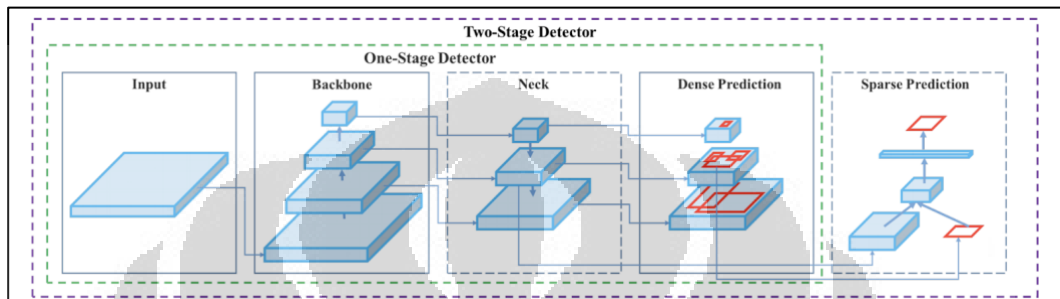 Two-Stage Detector
One-Stage Detector
Input
Backbone
Neck
Dense Prediction
Sparse Prediction